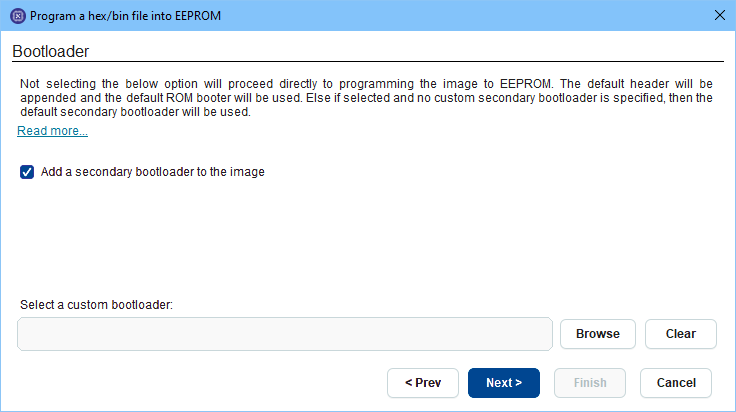 Program a hex/bin file into EEPROM
Bootloader
Not selecting the below option will proceed directly to programming the image to EEPROM. The default header will be
appended and the default ROM booter will be used. Else if selected and no custom secondary bootloader is specified, then the
default secondary bootloader will be used.
Read more...
Add a secondary bootloader to the image
Select a custom bootloader:
Browse
Clear
< Prev
Next >
Finish
Cancel